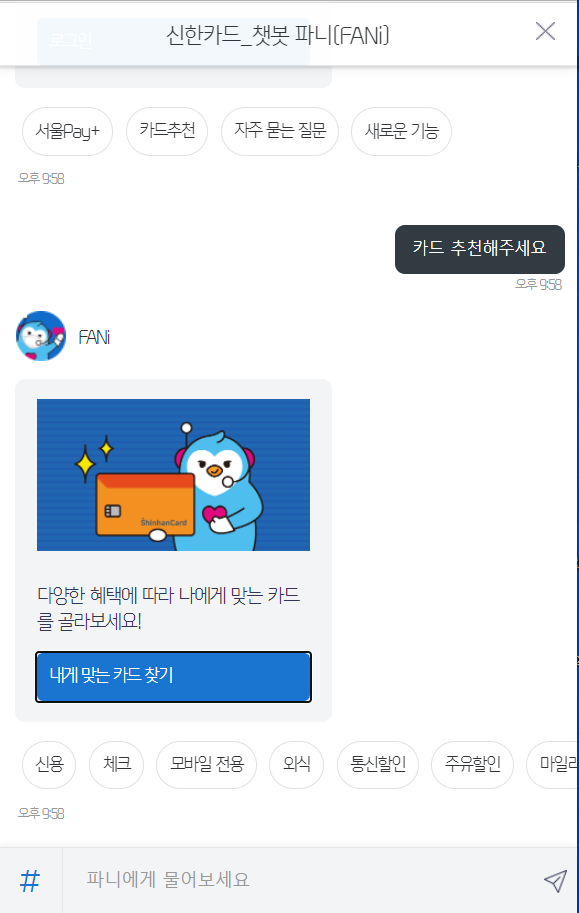 로그인
신한카드_챗봇 파니(FANi)
서울Pay+
카드추천
자주 묻는 질문
새로운 기능
오후 9:58
카드 추천해주세요
오후 9:58
FANi
ShinhanCard
다양한 혜택에 따라 나에게 맞는 카드
를 골라보세요!
내게 맞는 카드 찾기
신용
체크
모바일 전용
외식
통신할인
주유할인
마일리
오후 9:58
#
파니에게 물어보세요